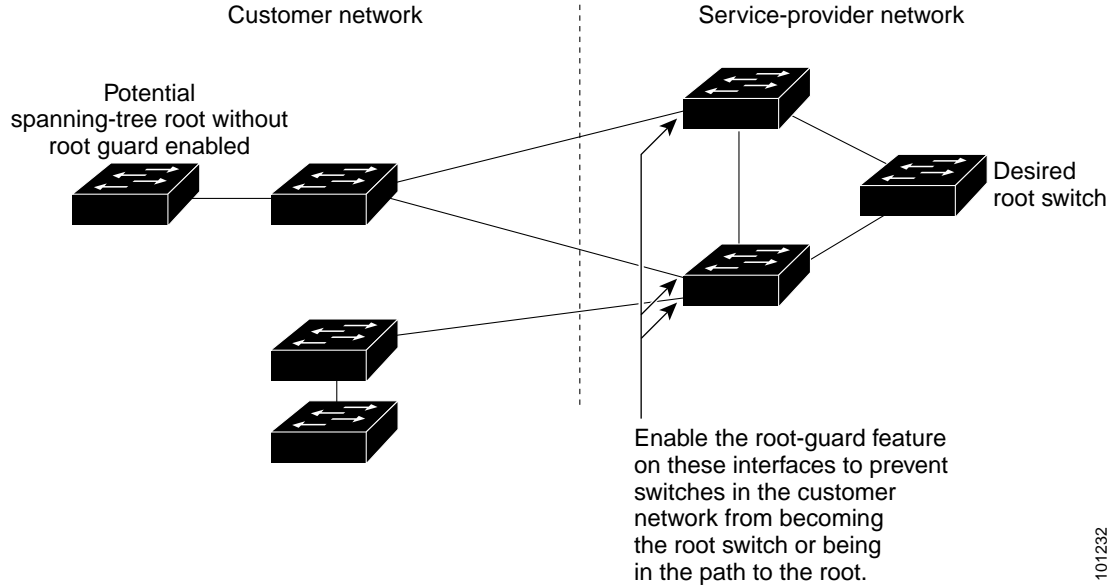 Customer network
Service-provider network
Potential
spanning-tree root without
root guard enabled
Desired
root switch
Enable the root-guard feature
on these interfaces to prevent
switches in the customer
network from becoming
the root switch or being
in the path to the root.
101232